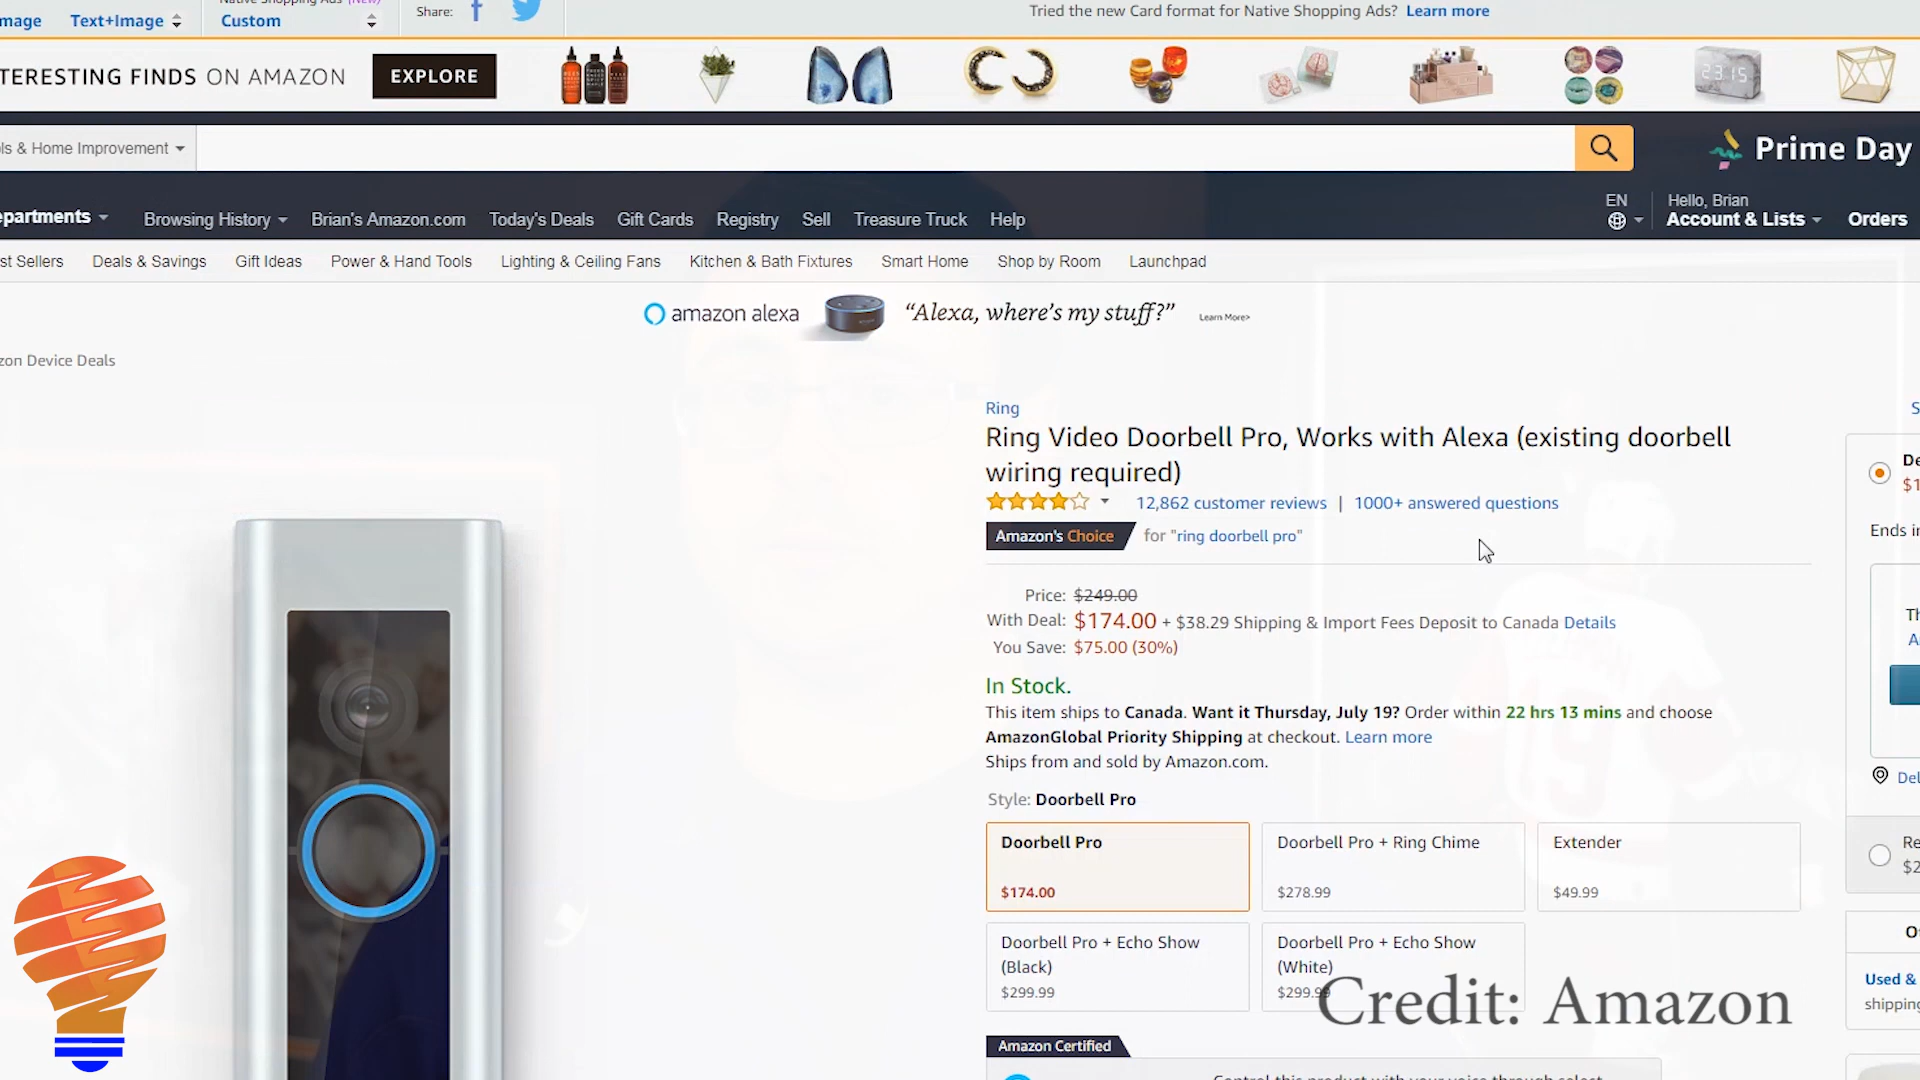 mage
Text+Image
Custom
Share:
Tried the new Card format for Native Shopping Ads? Learn more
TERESTING FINDS ON AMAZON
EXPLORE
23:15
ls & Home Improvement
Prime Day
epartments
Browsing History
Brian's Amazon.com
Today's Deals
Gift Cards
Registry
Sell
Treasure Truck
Help
EN
Hello, Brian
Account & Lists
Orders
st Sellers
Deals & Savings
Gift Ideas
Power & Hand Tools
Lighting & Ceiling Fans
Kitchen & Bath Fixtures
Smart Home
Shop by Room
Launchpad
amazon alexa
“Alexa, where's my stuff?”
Learn More>
zon Device Deals
Ring
Ring Video Doorbell Pro, Works with Alexa (existing doorbell
wiring required)
12,862 customer reviews | 1000+ answered questions
Amazon's Choice for "ring doorbell pro"
Price: $249.00
With Deal: $174.00 + $38.29 Shipping & Import Fees Deposit to Canada Details
You Save: $75.00 (30%)
In Stock.
This item ships to Canada. Want it Thursday, July 19? Order within 22 hrs 13 mins and choose
AmazonGlobal Priority Shipping at checkout. Learn more
Ships from and sold by Amazon.com.
Style: Doorbell Pro
Doorbell Pro
$174.00
Doorbell Pro + Ring Chime
$278.99
Extender
$49.99
Doorbell Pro + Echo Show
(Black)
$299.99
Doorbell Pro + Echo Show
(White)
$299.99
Amazon Certified
Ends in
Used &
shipping
Credit: Amazon